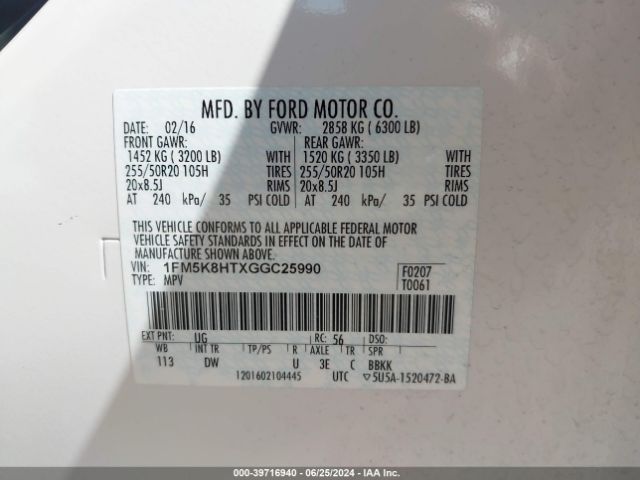 MFD. BY FORD MOTOR CO.
DATE: 02/16 GVWR: 2858 KG ( 6300 LB)
FRONT GAWR: REAR GAWR:
1452 KG ( 3200 LB) WITH 1520 KG ( 3350 LB) WITH
255/50R20 105H TIRES 255/50R20 105H TIRES
20x8.5J RIMS 20x8.5J RIMS
AT 240 kPa/ 35 PSI COLD AT 240 kPa/ 35 PSI COLD
THIS VEHICLE CONFORMS TO ALL APPLICABLE FEDERAL MOTOR
VEHICLE SAFETY STANDARDS IN EFFECT ON THE DATE OF
MANUFACTURE SHOWN ABOVE.
VIN: 1FM5K8HTXGGC25990 F0207
TYPE: MPV T0061
EXT PNT: UG RC: 56 DSO:
WB INT TR TP/PS R AXLE TR SPR
113 DW U 3E C BBKK
1201602104445 UTC ▽5U5A-1520472-BA
000-39716940 - 06/25/2024 - IAAI.COM